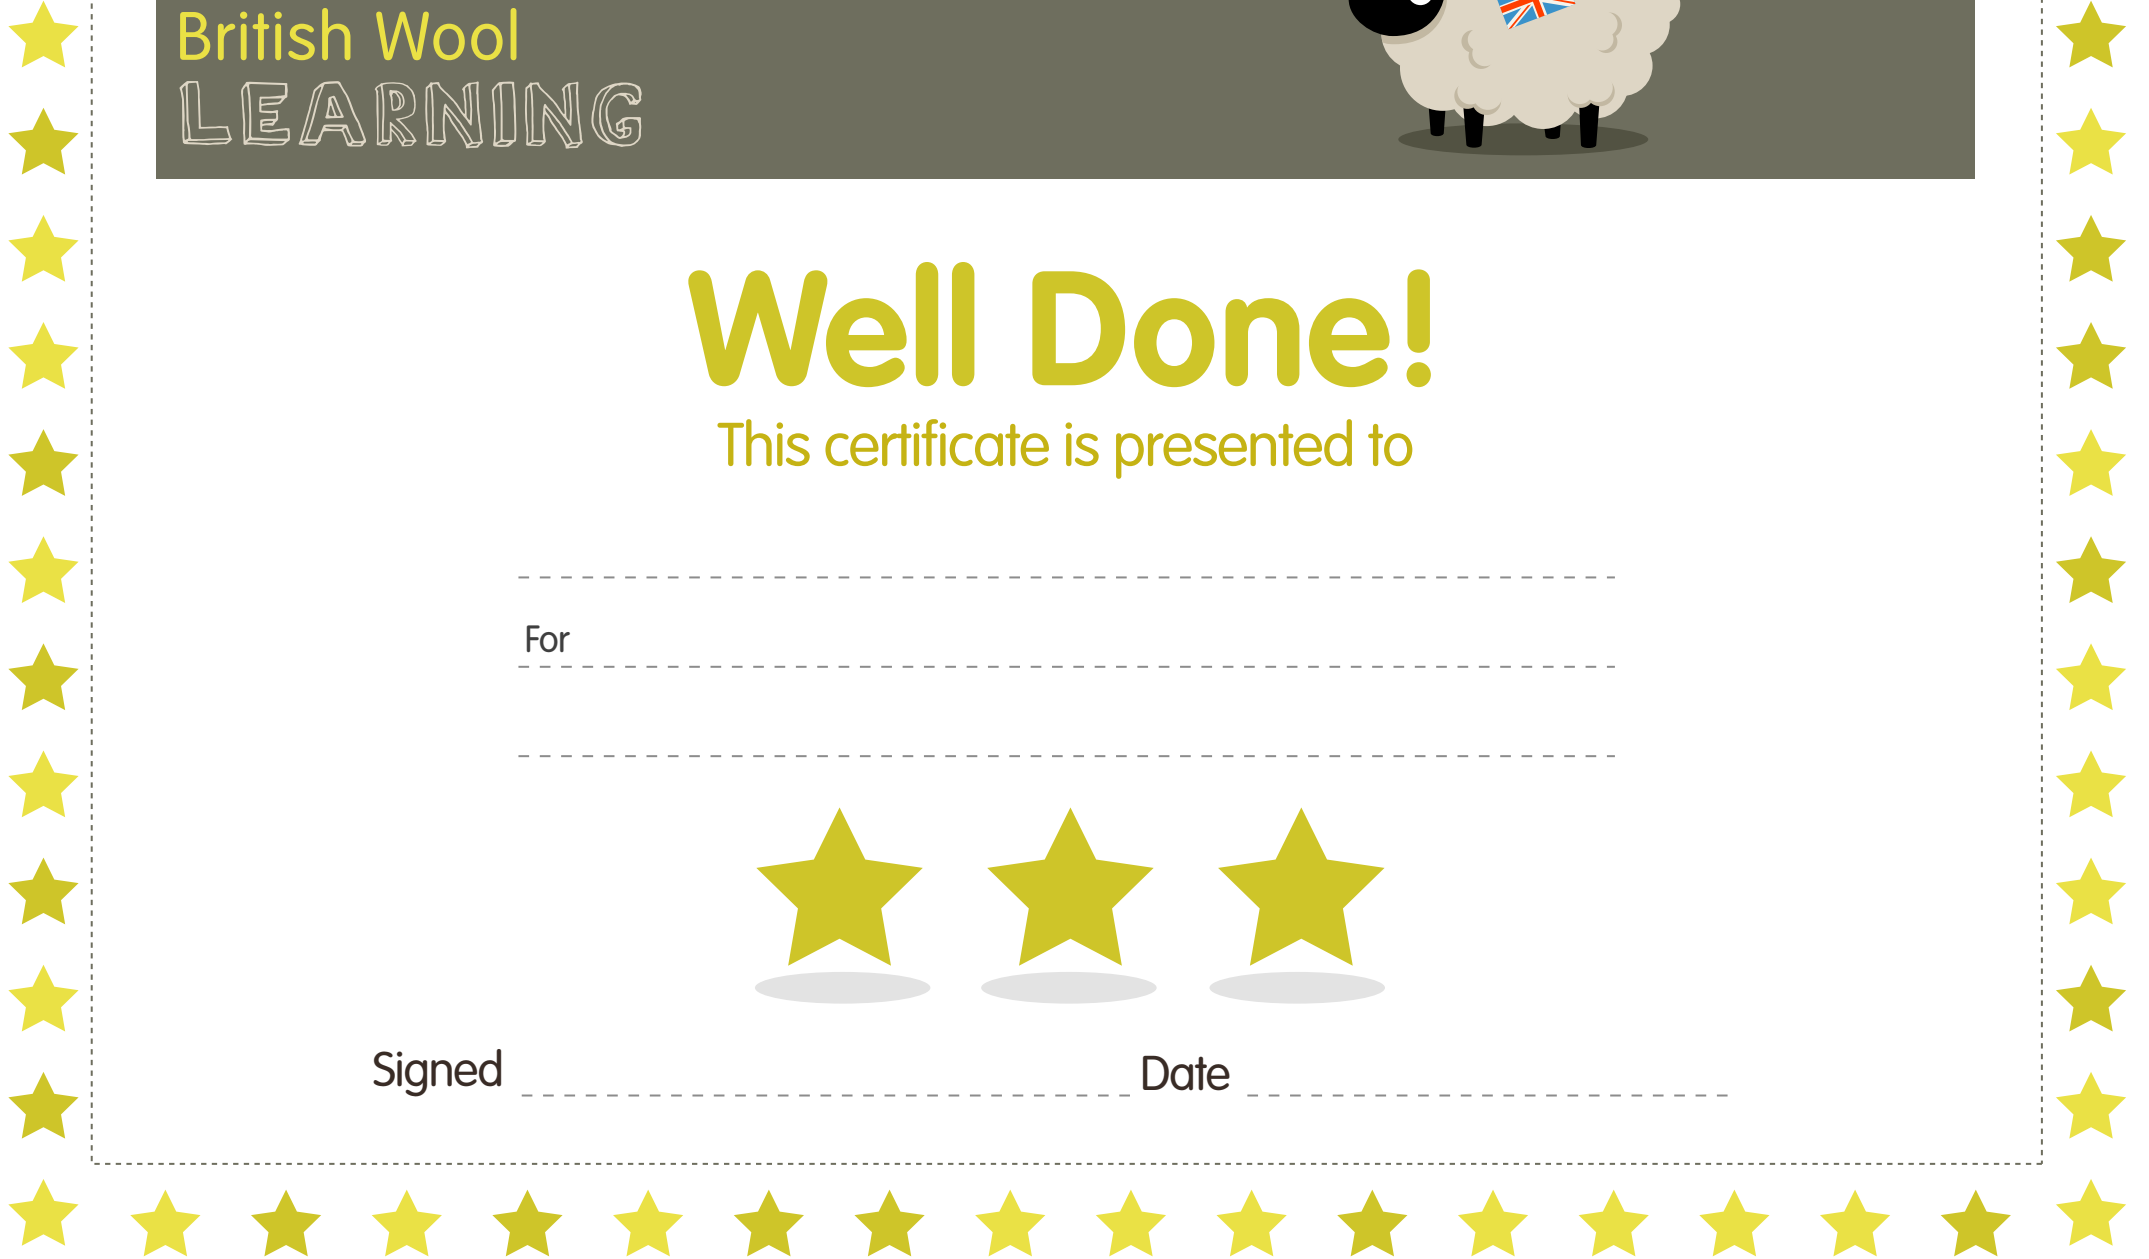 British Wool
LEARNING
Well Done!
This certificate is presented to
For
Signed
Date